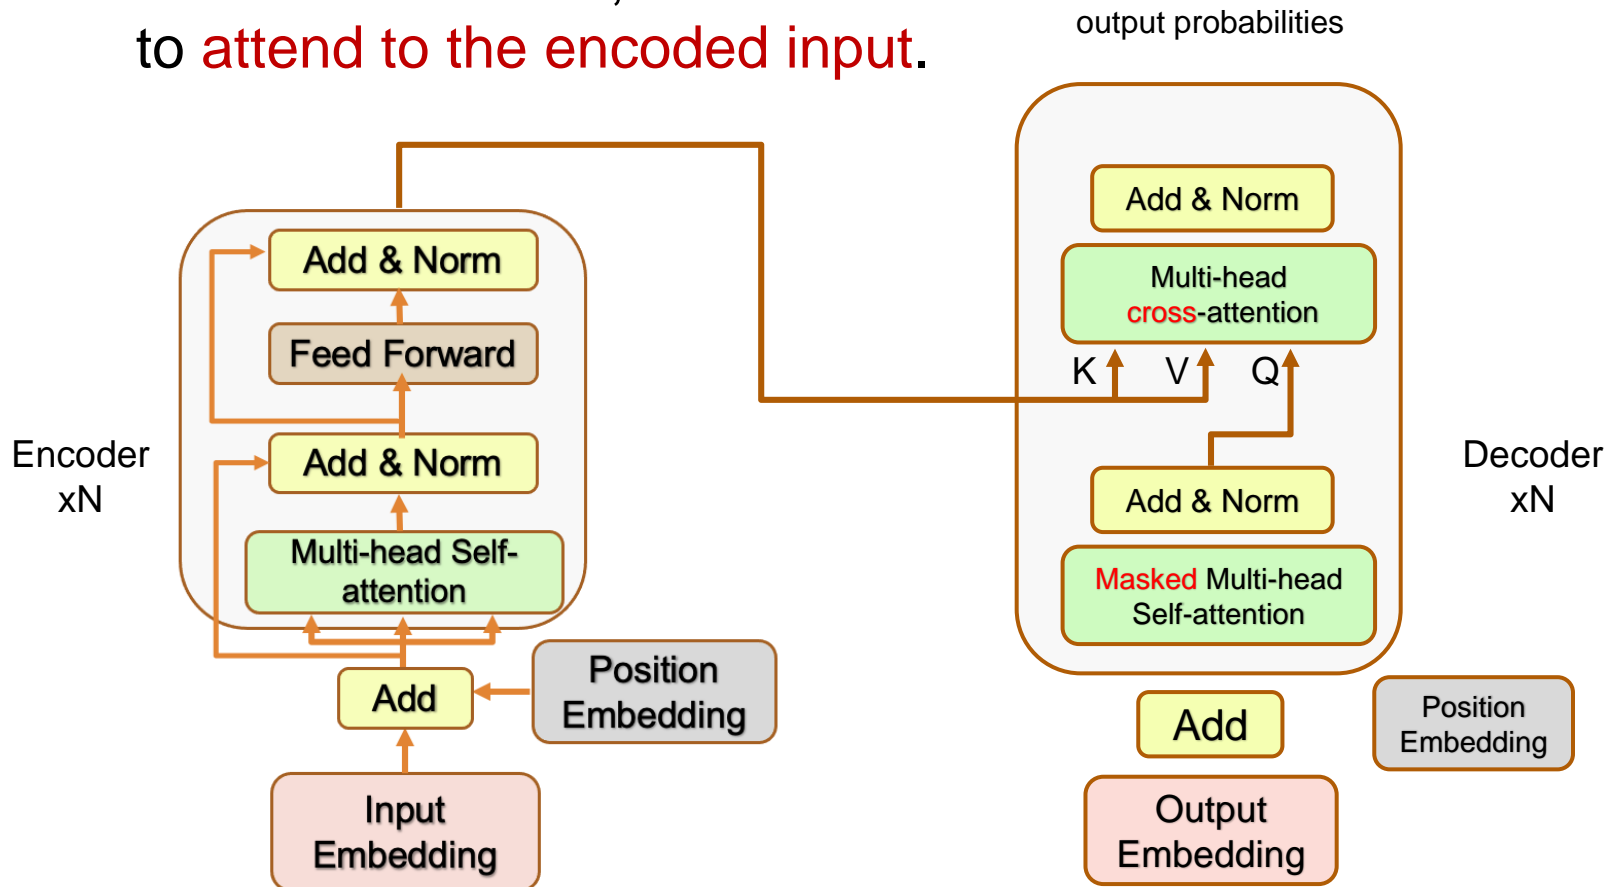 to attend to the encoded input.
output probabilities
Add & Norm
Feed Forward
Add & Norm
Multi-head Self-
attention
Encoder
xN
Add
Position
Embedding
Input
Embedding
Add & Norm
Multi-head
cross-attention
K
V
Q
Add & Norm
Masked Multi-head
Self-attention
Decoder
xN
Add
Position
Embedding
Output
Embedding